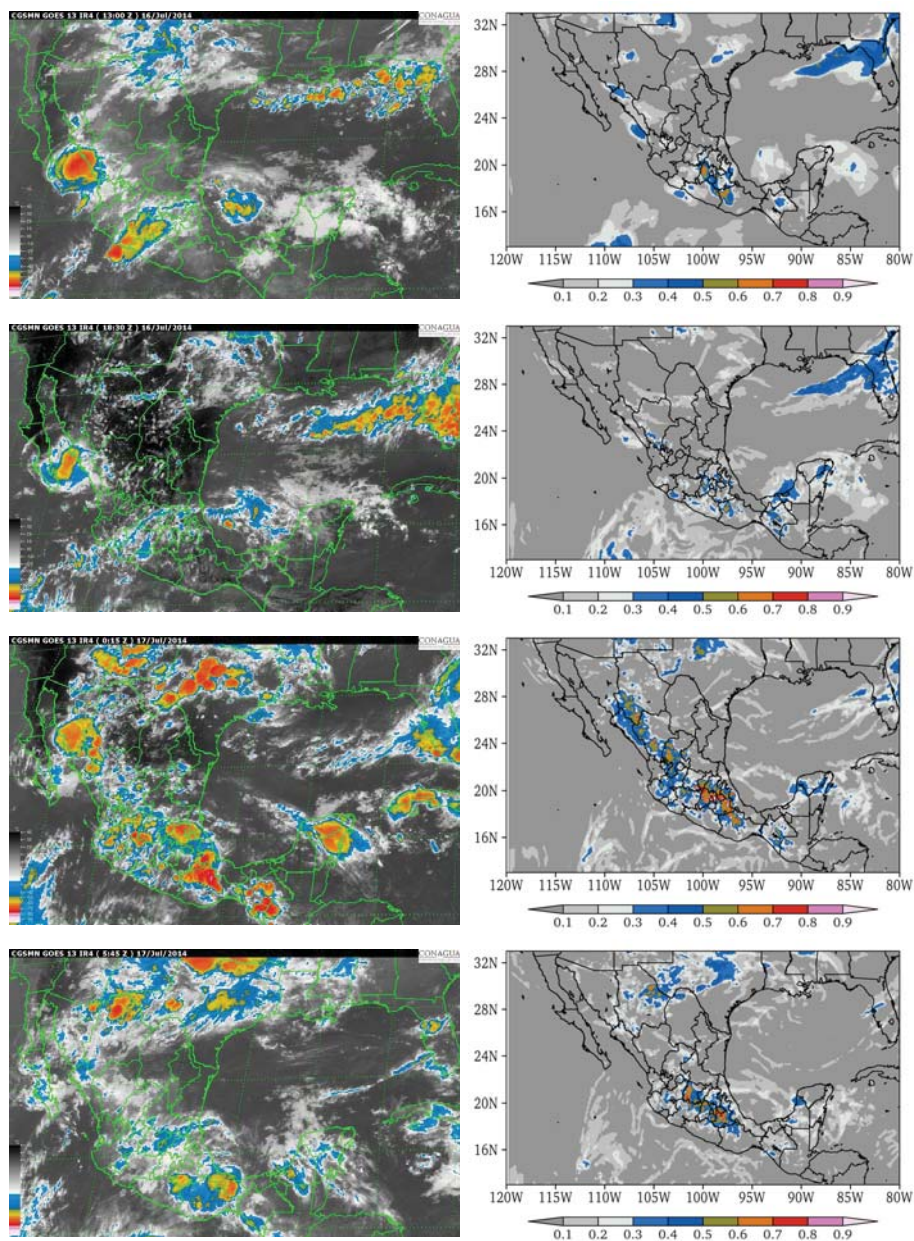 CGSMN GOES 13 IR4 ( 13:00 Z ) 16/Jul/2014
CONAGUA
32N
28N
24N
20N
16N
120W 115W 110W 105W 100W 95W 90W 85W 80W
0.1 0.2 0.3 0.4 0.5 0.6 0.7 0.8 0.9
CGSMN GOES 13 IR4 ( 18:30 Z ) 16/Jul/2014
CONAGUA
32N
28N
24N
20N
16N
120W 115W 110W 105W 100W 95W 90W 85W 80W
0.1 0.2 0.3 0.4 0.5 0.6 0.7 0.8 0.9
CGSMN GOES 13 IR4 ( 0:15 Z ) 17/Jul/2014
CONAGUA
32N
28N
24N
20N
16N
120W 115W 110W 105W 100W 95W 90W 85W 80W
0.1 0.2 0.3 0.4 0.5 0.6 0.7 0.8 0.9
CGSMN GOES 13 IR4 ( 5:45 Z ) 17/Jul/2014
CONAGUA
32N
28N
24N
20N
16N
120W 115W 110W 105W 100W 95W 90W 85W 80W
0.1 0.2 0.3 0.4 0.5 0.6 0.7 0.8 0.9